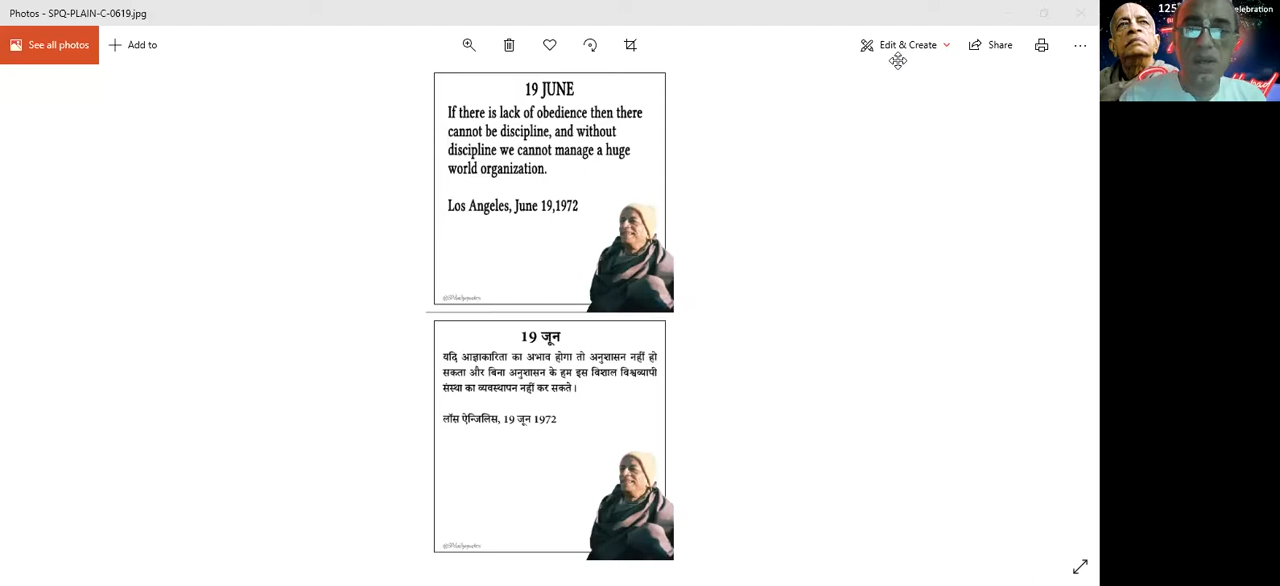 Photos - SPQ-PLAIN-C-0619.jpg
See all photos
Add to
Edit & Create
Share
125
elebration
19 JUNE
If there is lack of obedience then there
cannot be discipline, and without
discipline we cannot manage a huge
world organization.
Los Angeles, June 19,1972
19 जून
यदि आज्ञाकारिता का अभाव होगा तो अनुशासन नहीं हो
सकता और बिना अनुशासन के हम इस विशाल विश्वव्यापी
संस्था का व्यवस्थापन नहीं कर सकते।
लॉस ऐन्जिलिस, 19 जून 1972